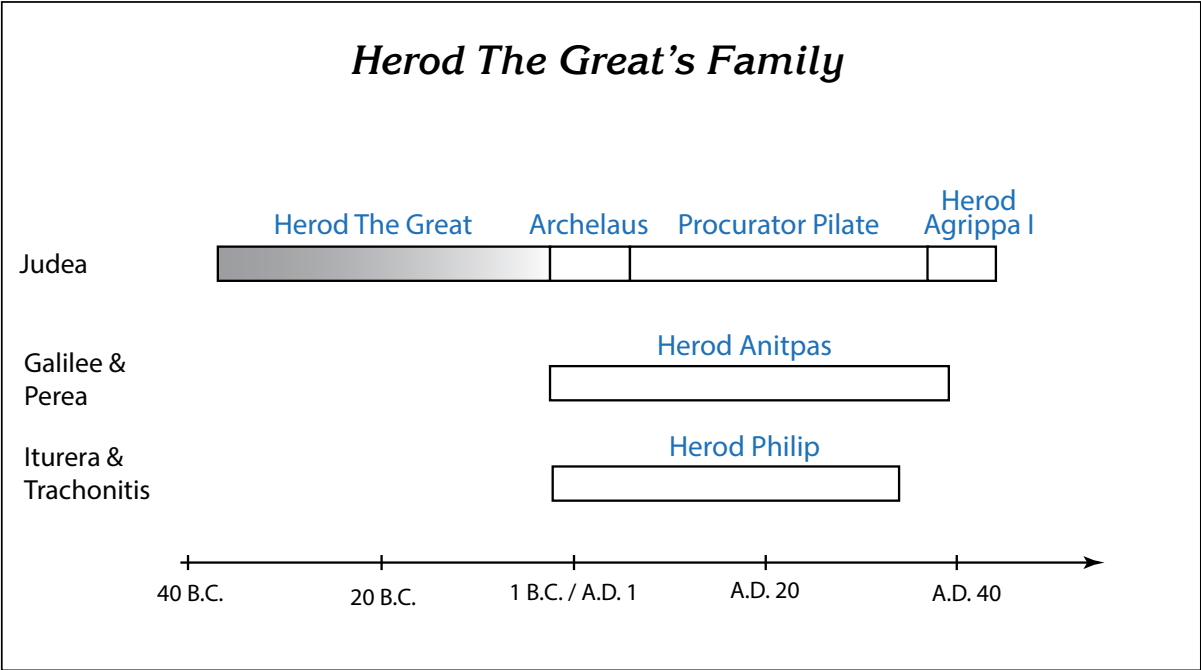 Herod The Great's Family
Herod The Great
Archelaus
Procurator Pilate
Herod
Agrippa I
Judea
Herod Anitpas
Galilee &
Perea
Herod Philip
Iturera &
Trachonitis
40 B.C.
20 B.C.
1 B.C. / A.D. 1
A.D. 20
A.D. 40